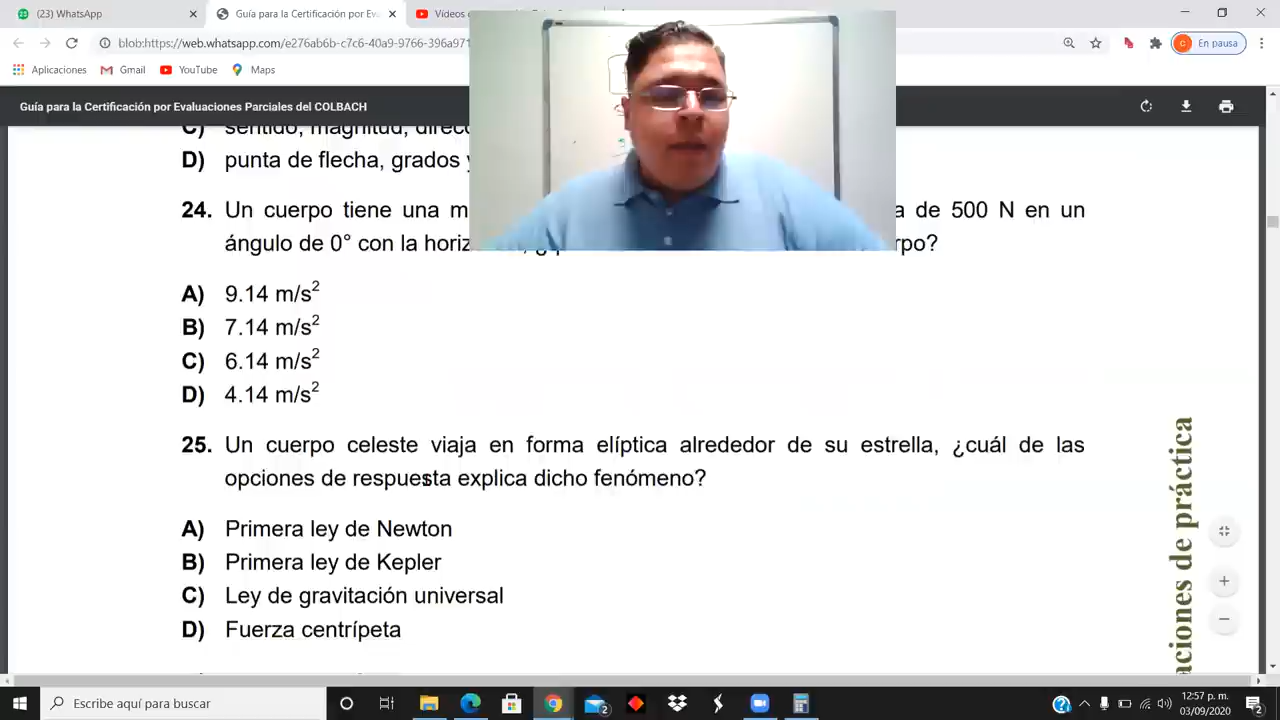 (23) WhatsApp
Guía para la Certificación por Ev
Videos e
blob:https://web.whatsapp.com/e276ab6b-c7c6-40a9-9766-396a971
En pausa
Aplicaciones
Gmail
YouTube
Maps
Guía para la Certificación por Evaluaciones Parciales del COLBACH
C) sentido, magnitud, direc
D) punta de flecha, grados y
24. Un cuerpo tiene una m a de 500 N en un
ángulo de 0° con la horiz rpo?
A) 9.14 m/s²
B) 7.14 m/s²
C) 6.14 m/s²
D) 4.14 m/s²
25. Un cuerpo celeste viaja en forma elíptica alrededor de su estrella, ¿cuál de las
opciones de respuesta explica dicho fenómeno?
A) Primera ley de Newton
B) Primera ley de Kepler
C) Ley de gravitación universal
D) Fuerza centrípeta
aciones de práctica
Escribe aquí para buscar
12:57 p. m.
03/09/2020